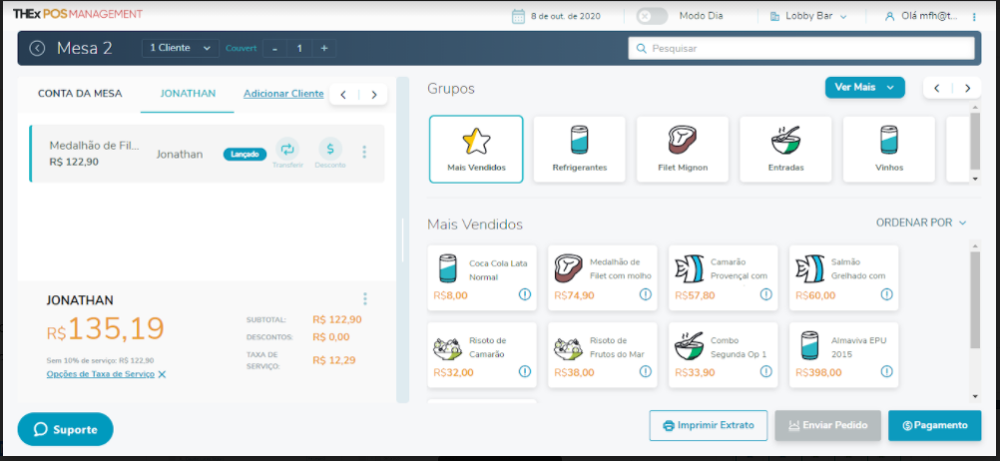 THEx POS MANAGEMENT
8 de out. de 2020
Modo Dia
Lobby Bar
Olá mfh@t...
Mesa 2
1 Cliente
Couvert
- 1 +
Pesquisar
CONTA DA MESA
JONATHAN
Adicionar Cliente
Medalhão de Fil...
R$ 122,90
Jonathan
Lançado
Transferir
Desconto
JONATHAN
R$135,19
Sem 10% de serviço: R$ 122,90
Opções de Taxa de Serviço X
SUBTOTAL: R$ 122,90
DESCONTOS: R$ 0,00
TAXA DE
SERVIÇO: R$ 12,29
Grupos
Ver Mais
Mais Vendidos
Refrigerantes
Filet Mignon
Entradas
Vinhos
Mais Vendidos
ORDENAR POR
Coca Cola Lata
Normal
R$8,00
Medalhão de
Filet com molho
R$74,90
Camarão
Provençal com
R$57,80
Salmão
Grelhado com
R$60,00
Risoto de
Camarão
R$32,00
Risoto de
Frutos do Mar
R$38,00
Combo
Segunda Op 1
R$33,90
Almaviva EPU
2015
R$398,00
Suporte
Imprimir Extrato
Enviar Pedido
Pagamento